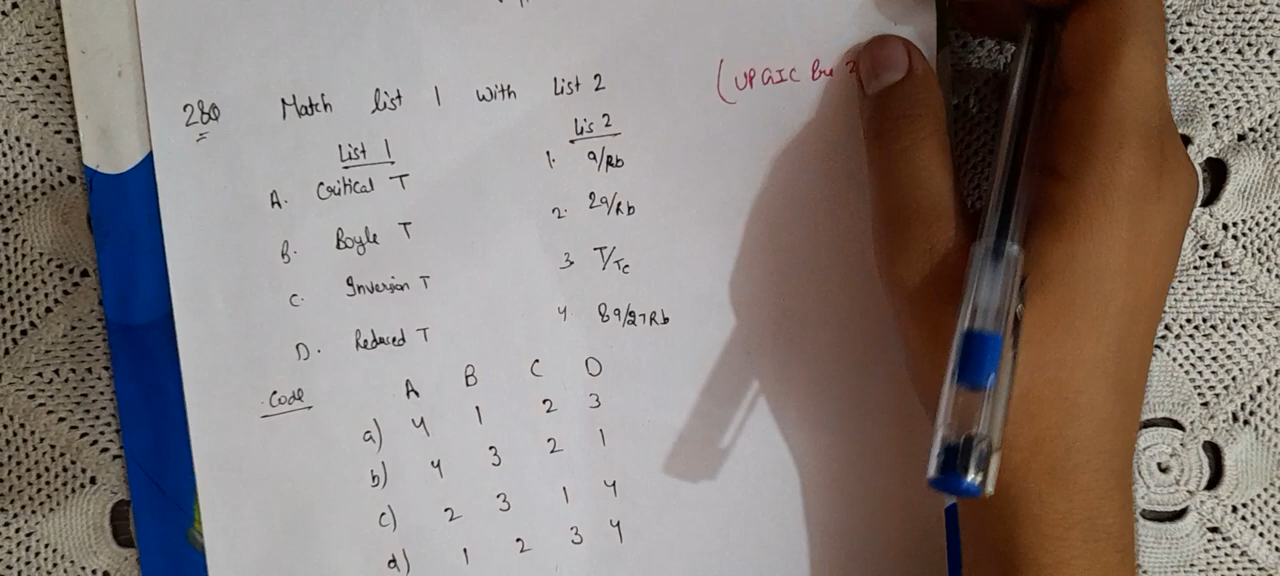 280 Match list 1 with List 2 (UP GIC
List 1 Lis 2
A. Critical T 1. a/Rb
B. Boyle T 2. 2a/Rb
C. Inversion T 3. T/Tc
D. Reduced T 4. 8a/27Rb
Code A B C D
a) 4 1 2 3
b) 4 3 2 1
c) 2 3 1 4
d) 1 2 3 4